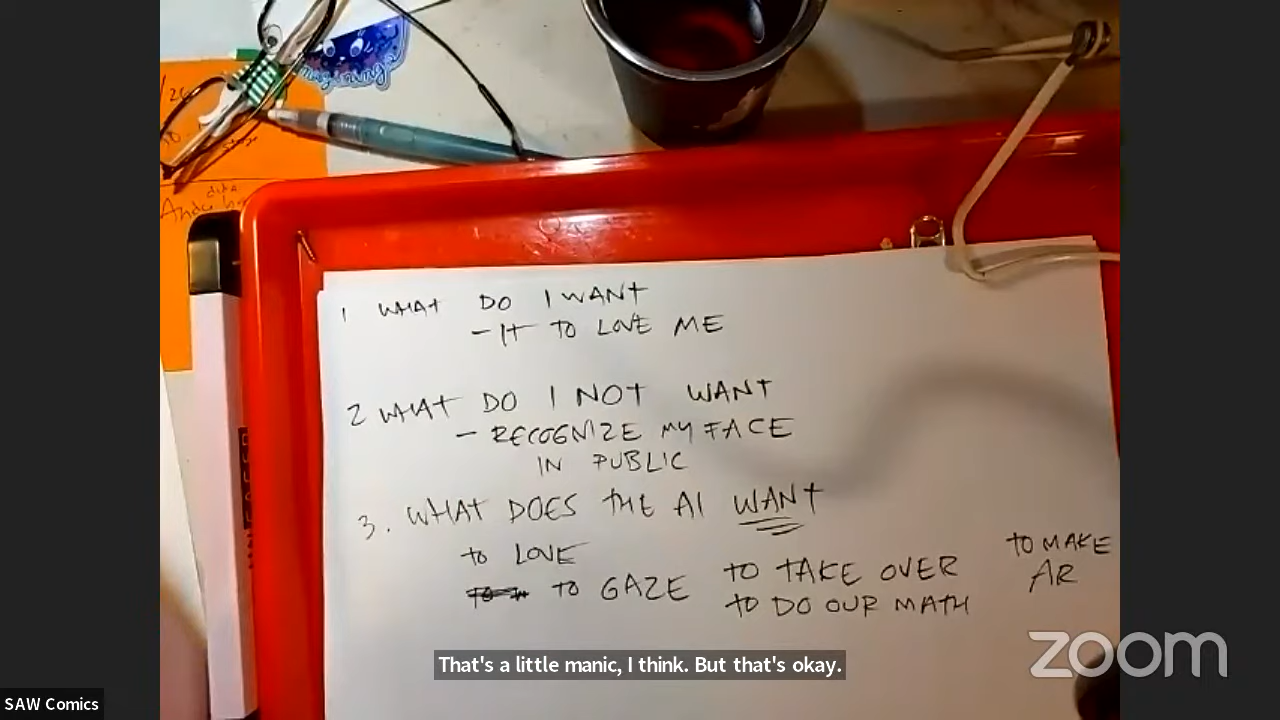 1 WHAT DO I WANT
- IT TO LOVE ME
2 WHAT DO I NOT WANT
- RECOGNIZE MY FACE
IN PUBLIC
3. WHAT DOES THE AI WANT
TO LOVE
TO GAZE
TO TAKE OVER
TO DO OUR MATH
TO MAKE
AR
That's a little manic, I think. But that's okay.
zoom
SAW Comics